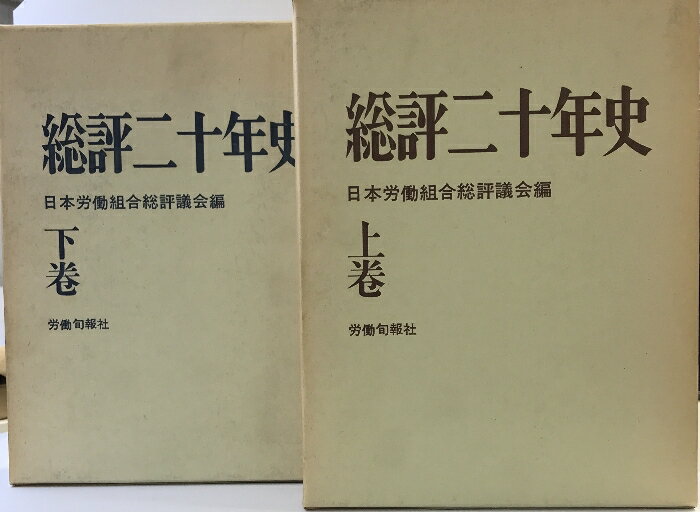 総評二十年史
日本労働組合総評議会編
下巻
労働旬報社
総評二十年史
日本労働組合総評議会編
上巻
労働旬報社